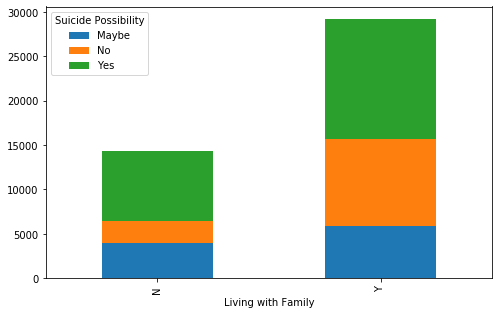 Suicide Possibility
Maybe
No
Yes
30000
25000
20000
15000
10000
5000
0
N
Y
Living with Family